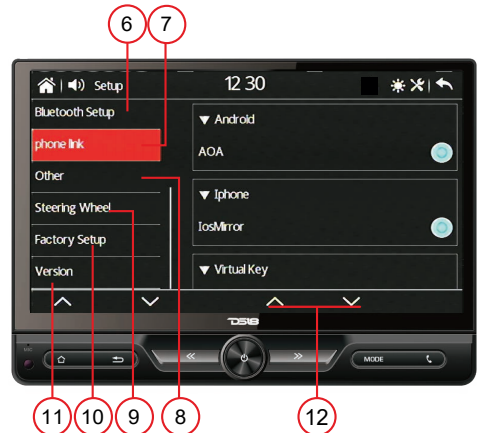 6 7
Setup 12 30
Bluetooth Setup
phone link
Other
Steering Wheel
Factory Setup
Version
▼ Android
AOA
▼ Iphone
IosMirror
▼ Virtual Key
DS18
MODE
11 10 9 8 12